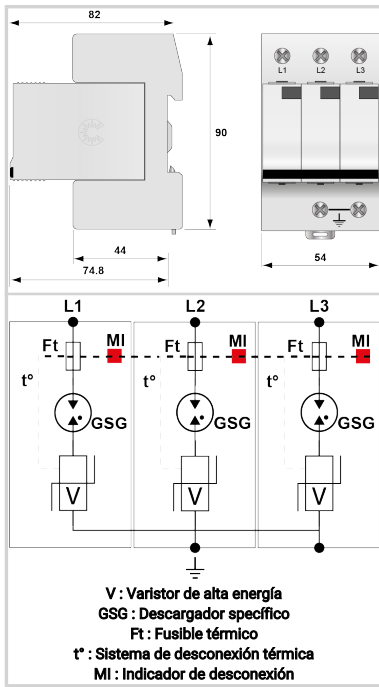 82
L1 L2 L3
90
44
74.8
54
L1 L2 L3
Ft MI Ft MI Ft MI
t° t° t°
GSG GSG GSG
V V V
V : Varistor de alta energía
GSG : Descargador específico
Ft : Fusible térmico
t° : Sistema de desconexión térmica
MI : Indicador de desconexión